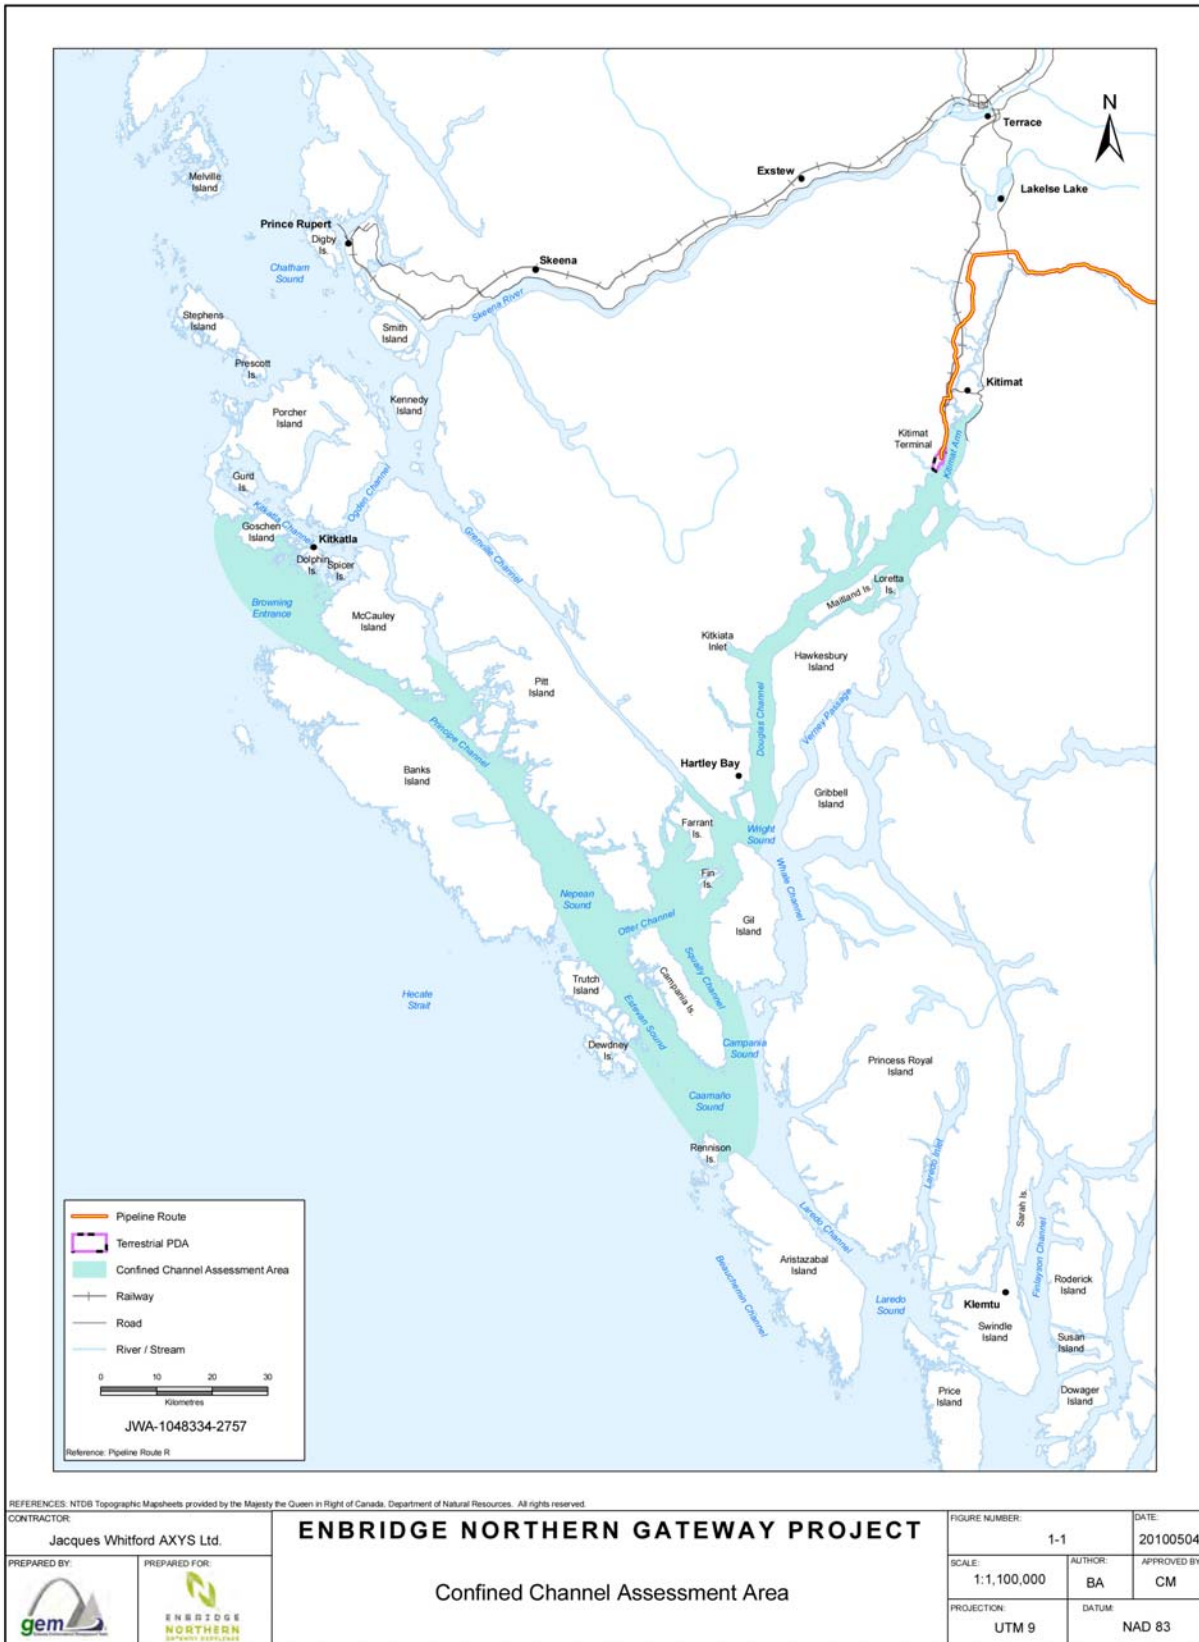 N
Terrace
Exstew
Lakelse Lake
Melville
Island
Prince Rupert
Digby
Is.
Chatham
Sound
Skeena
Skeena River
Stephens
Island
Smith
Island
Prescott
Is.
Kennedy
Island
Kitimat
Porcher
Island
Kitimat
Terminal
Kitimat Arm
Gurd
Is.
Ogden Channel
Kitkatla Channel
Goschen
Island
Kitkatla
Dolphin
Is.
Spicer
Is.
Grenville Channel
Browning
Entrance
McCauley
Island
Maitland Is.
Loretta
Is.
Kitkiata
Inlet
Hawkesbury
Island
Pitt
Island
Principe Channel
Douglas Channel
Verney Passage
Banks
Island
Hartley Bay
Gribbell
Island
Farrant
Is.
Wright
Sound
Fin
Is.
Whale Channel
Nepean
Sound
Otter Channel
Gil
Island
Squally Channel
Campania Is.
Trutch
Island
Hecate
Strait
Estevan Sound
Dewdney
Is.
Campania
Sound
Princess Royal
Island
Caamaño
Sound
Rennison
Is.
Laredo Inlet
Laredo Channel
Sarah Is.
Finlayson Channel
Aristazabal
Island
Beauchemin Channel
Laredo
Sound
Klemtu
Swindle
Island
Roderick
Island
Susan
Island
Price
Island
Dowager
Island
Pipeline Route
Terrestrial PDA
Confined Channel Assessment Area
Railway
Road
River / Stream
0 10 20 30
Kilometres
JWA-1048334-2757
Reference: Pipeline Route R
REFERENCES: NTDB Topographic Mapsheets provided by the Majesty the Queen in Right of Canada, Department of Natural Resources. All rights reserved.
CONTRACTOR:
Jacques Whitford AXYS Ltd.
PREPARED BY:
gem
PREPARED FOR:
ENBRIDGE
NORTHERN
ENBRIDGE NORTHERN GATEWAY PROJECT
Confined Channel Assessment Area
FIGURE NUMBER:
1-1
DATE:
20100504
SCALE:
1:1,100,000
AUTHOR:
BA
APPROVED BY
CM
PROJECTION:
UTM 9
DATUM:
NAD 83